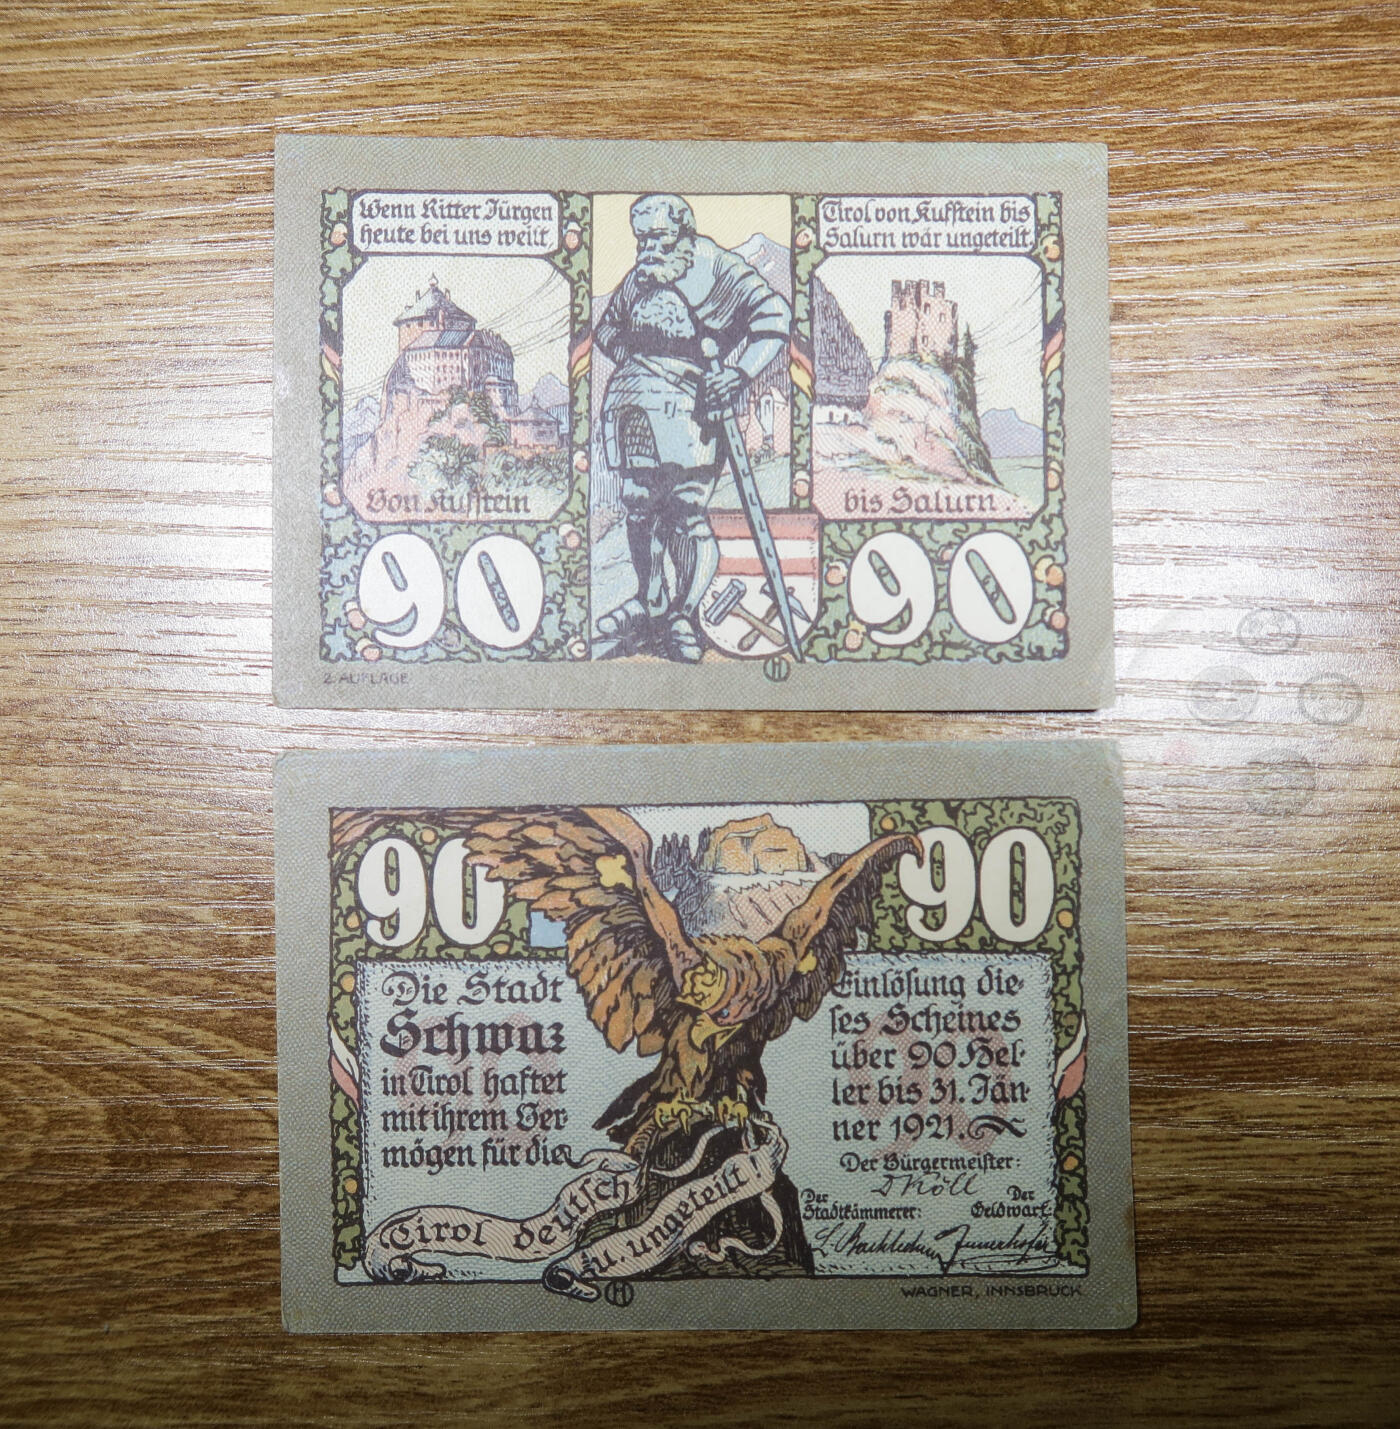 Wenn Ritter Jürgen
heute bei uns weilt,
Tirol von Kufstein bis
Salurn wär ungeteilt.
Von Kufstein
bis Salurn.
90
90
2. AUFLAGE
H
90
90
Die Stadt
Schwaz
in Tirol haftet
mit ihrem Ver
mögen für die
Einlösung die-
ses Scheines
über 90 Hel-
ler bis 31. Jän-
ner 1921.
Der Bürgermeister:
Der
Stadtkämmerer:
Der
Geldwart:
Tirol deutsch
u. ungeteilt!
H
WAGNER, INNSBRUCK